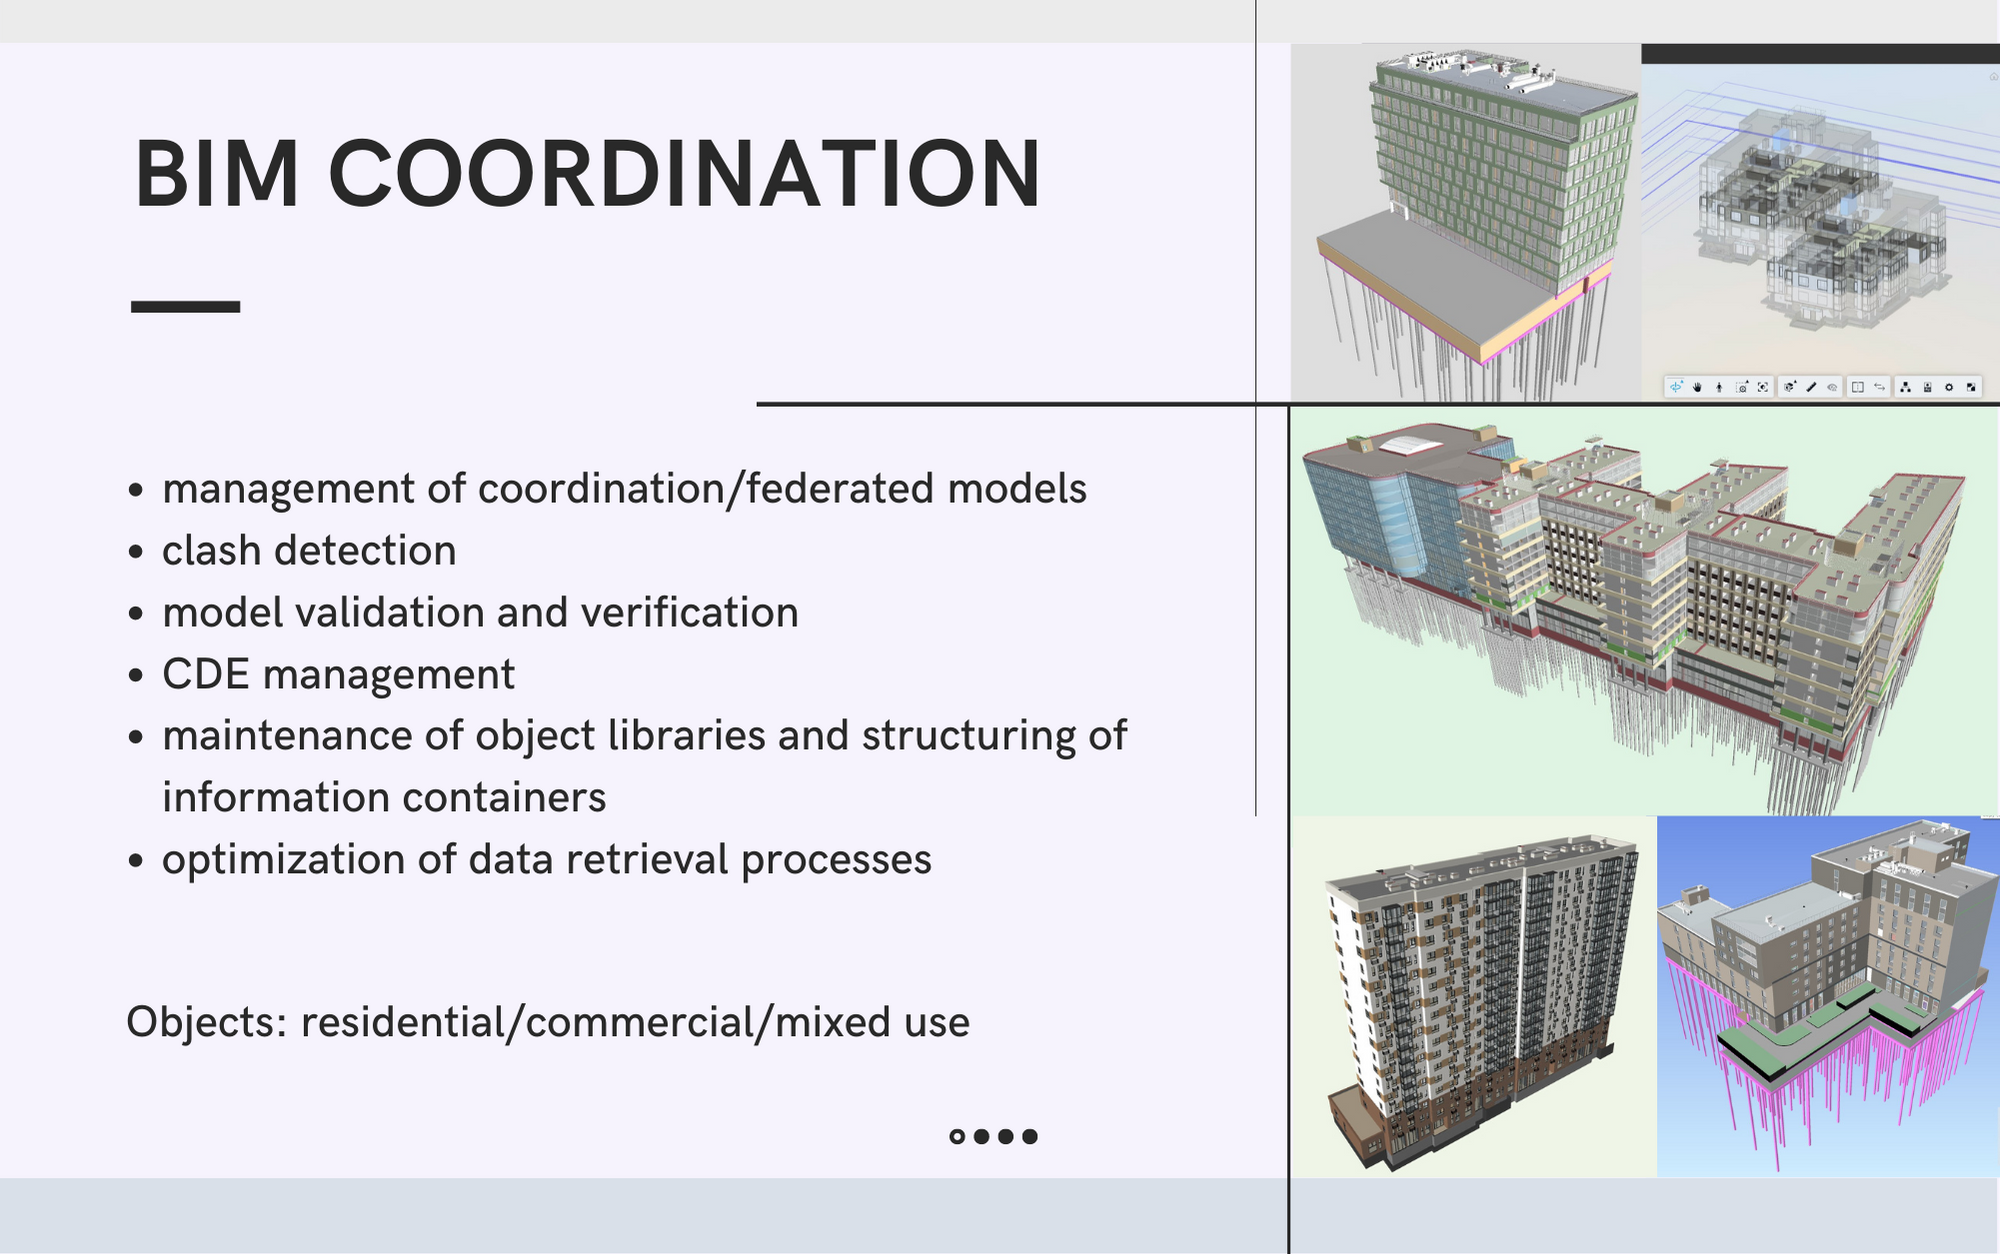 BIM COORDINATION
• management of coordination/federated models
• clash detection
• model validation and verification
• CDE management
• maintenance of object libraries and structuring of
information containers
• optimization of data retrieval processes
Objects: residential/commercial/mixed use